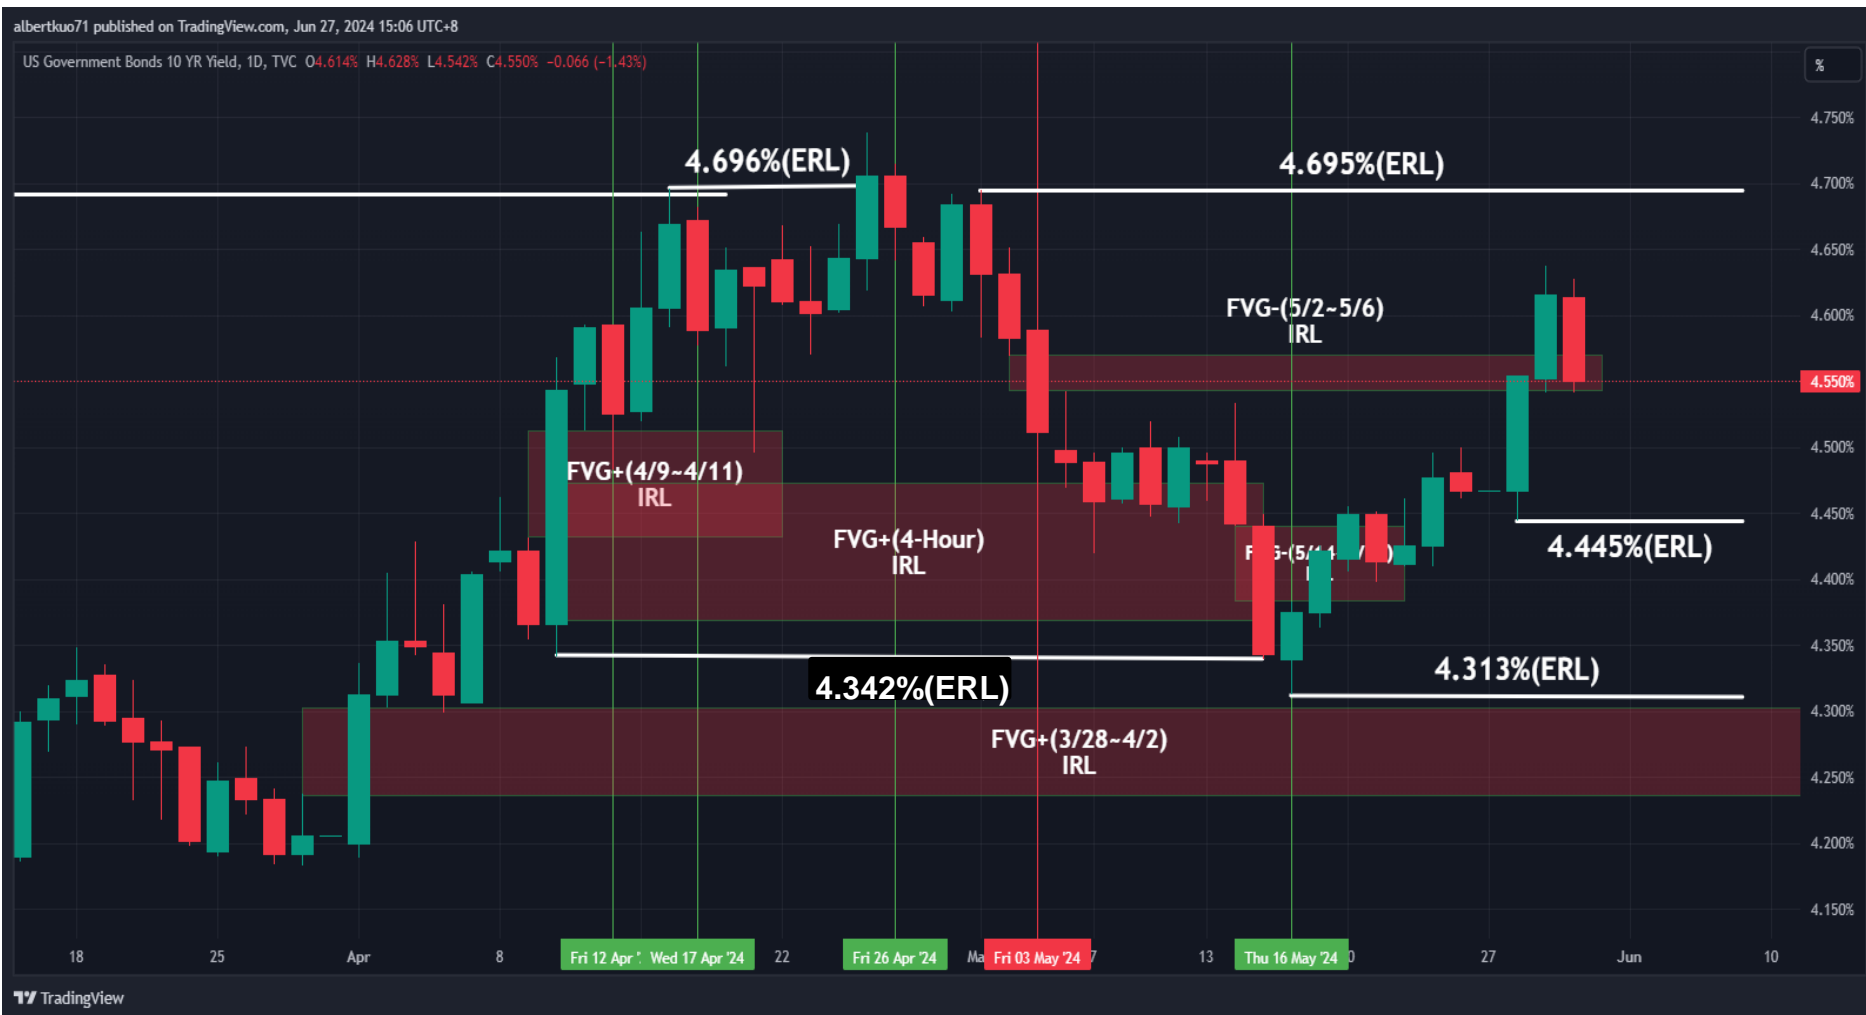 albertkuo71 published on TradingView.com, Jun 27, 2024 15:06 UTC+8
US Government Bonds 10 YR Yield, 1D, TVC O4.614% H4.628% L4.542% C4.550% −0.066 (−1.43%)
%
4.750%
4.696%(ERL)
4.695%(ERL)
4.700%
4.650%
FVG-(5/2~5/6)
IRL
4.600%
4.550%
4.500%
FVG+(4/9~4/11)
IRL
4.450%
FVG+(4-Hour)
IRL
4.445%(ERL)
4.400%
4.350%
4.342%(ERL)
4.313%(ERL)
4.300%
FVG+(3/28~4/2)
IRL
4.250%
4.200%
4.150%
18 25 Apr 8 Fri 12 Apr ' Wed 17 Apr '24 22 Fri 26 Apr '24 Ma Fri 03 May '24 7 13 Thu 16 May '24 0 27 Jun 10
TradingView